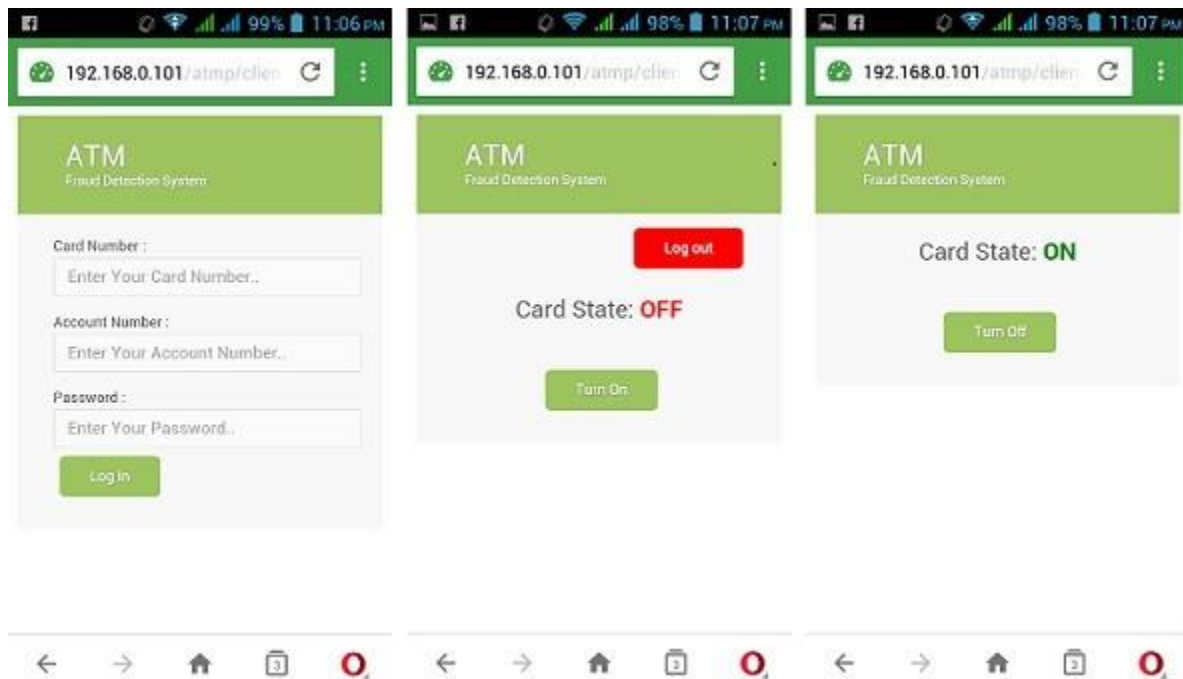 99% 11:06 PM
192.168.0.101/atmp/clien
ATM
Fraud Detection System
Card Number :
Enter Your Card Number..
Account Number :
Enter Your Account Number..
Password :
Enter Your Password..
Log in
3
98% 11:07 PM
192.168.0.101/atmp/clien
ATM
Fraud Detection System
Log out
Card State: OFF
Turn On
3
98% 11:07 PM
192.168.0.101/atmp/clien
ATM
Fraud Detection System
Card State: ON
Turn Off
3